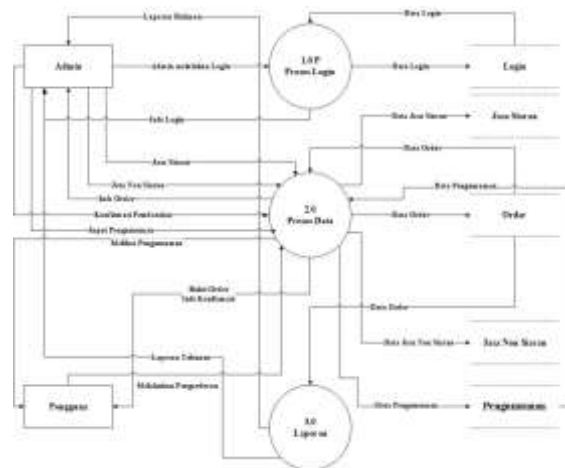 Laporan Bulanan
Data Login
Admin
Admin melakukan Login
1.0 P
Proses Login
Data Login
Login
Info Login
Data Jasa Siaran
Jasa Siaran
Jasa Siaran
Data Order
Jasa Non Siaran
Data Pengumuman
Info Order
2.0
Proses Data
Data Order
Order
Konfirmasi Pembayaran
Input Pengumuman
Melihat Pengumuman
Bukti Order
Info Konfirmasi
Data Order
Data Jasa Non Siaran
Jasa Non Siaran
Laporan Tahunan
Pengguna
3.0
Laporan
Data Pengumuman
Pengumuman